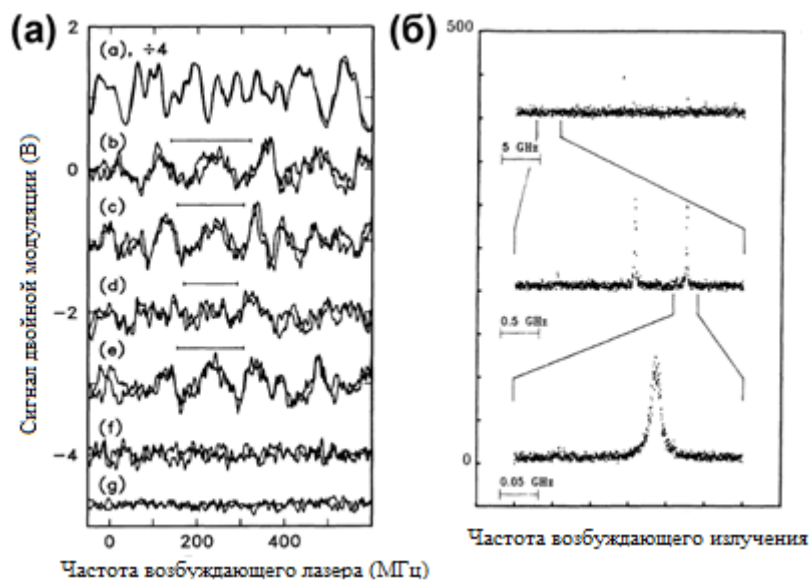 (а)
(б)
2
0
−2
−4
Сигнал двойной модуляции (В)
(a), ÷4
(b)
(c)
(d)
(e)
(f)
(g)
0 200 400
Частота возбуждающего лазера (МГц)
500
5 GHz
0.5 GHz
0
0.05 GHz
Частота возбуждающего излучения